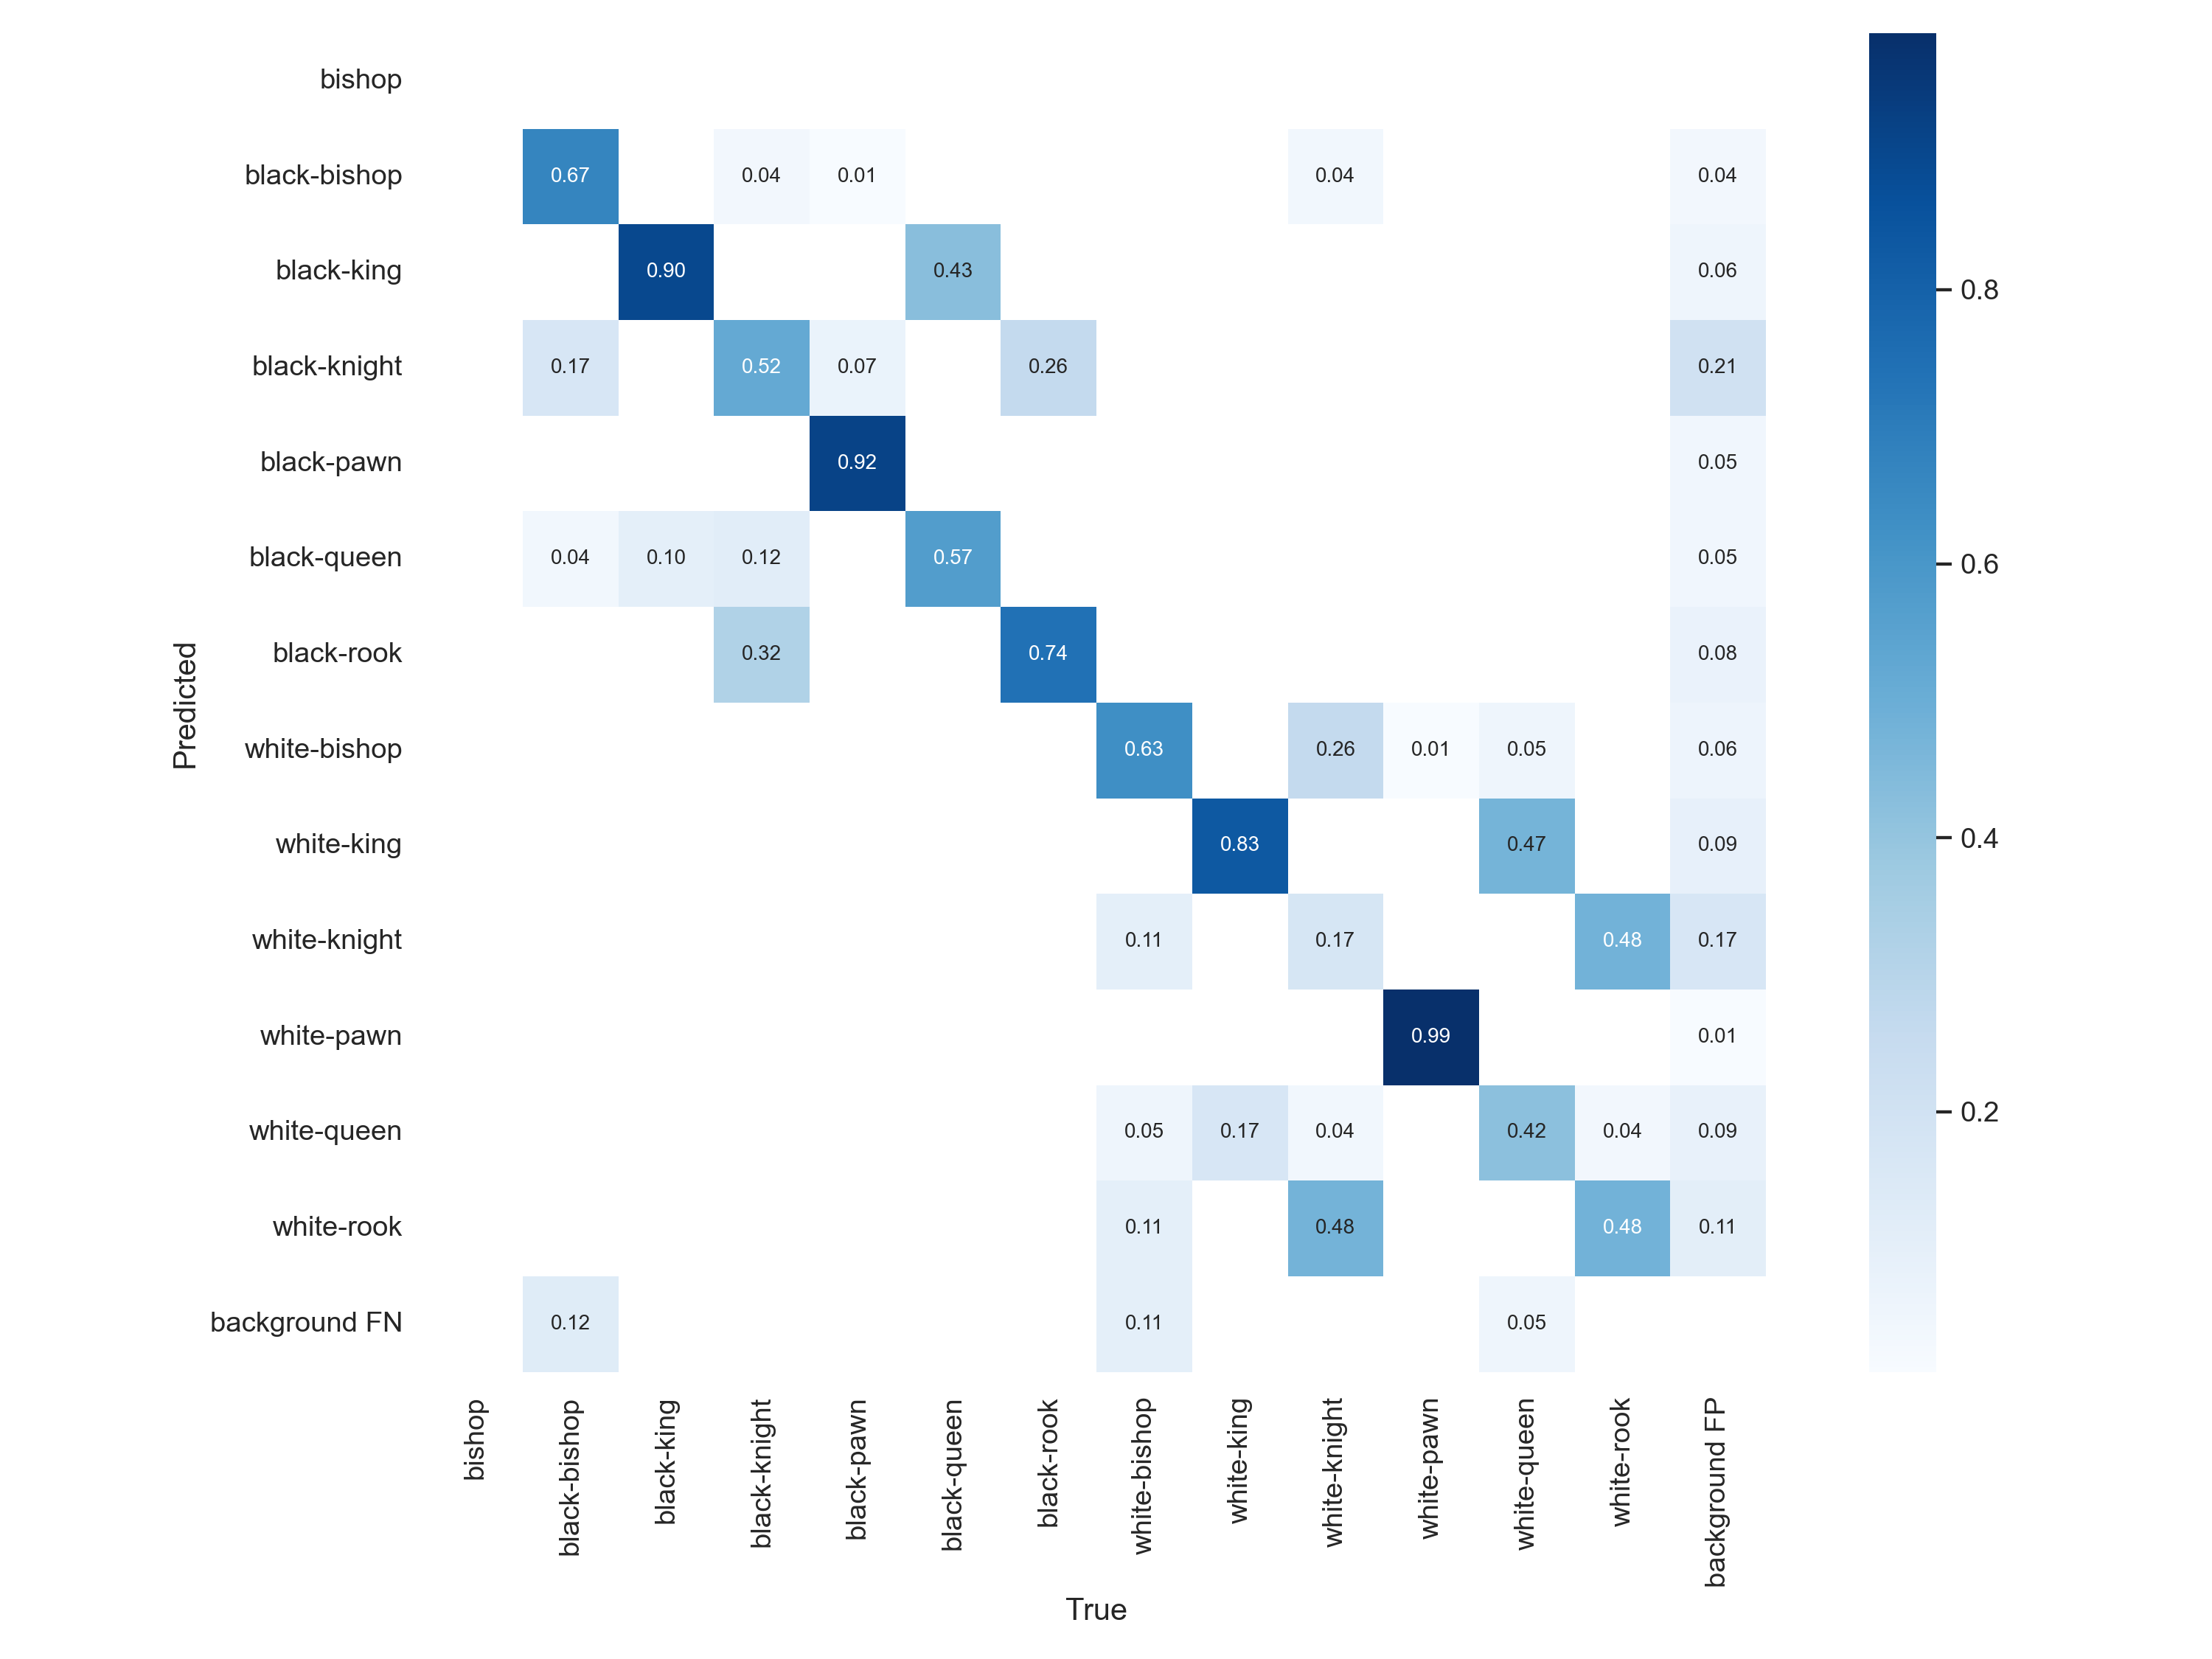 bishop
black-bishop 0.67 0.04 0.01 0.04 0.04
black-king 0.90 0.43 0.06 0.8
black-knight 0.17 0.52 0.07 0.26 0.21
black-pawn 0.92 0.05
black-queen 0.04 0.10 0.12 0.57 0.05 0.6
black-rook 0.32 0.74 0.08
Predicted
white-bishop 0.63 0.26 0.01 0.05 0.06
white-king 0.83 0.47 0.09 0.4
white-knight 0.11 0.17 0.48 0.17
white-pawn 0.99 0.01
white-queen 0.05 0.17 0.04 0.42 0.04 0.09 0.2
white-rook 0.11 0.48 0.48 0.11
background FN 0.12 0.11 0.05
bishop black-bishop black-king black-knight black-pawn black-queen black-rook white-bishop white-king white-knight white-pawn white-queen white-rook background FP
True